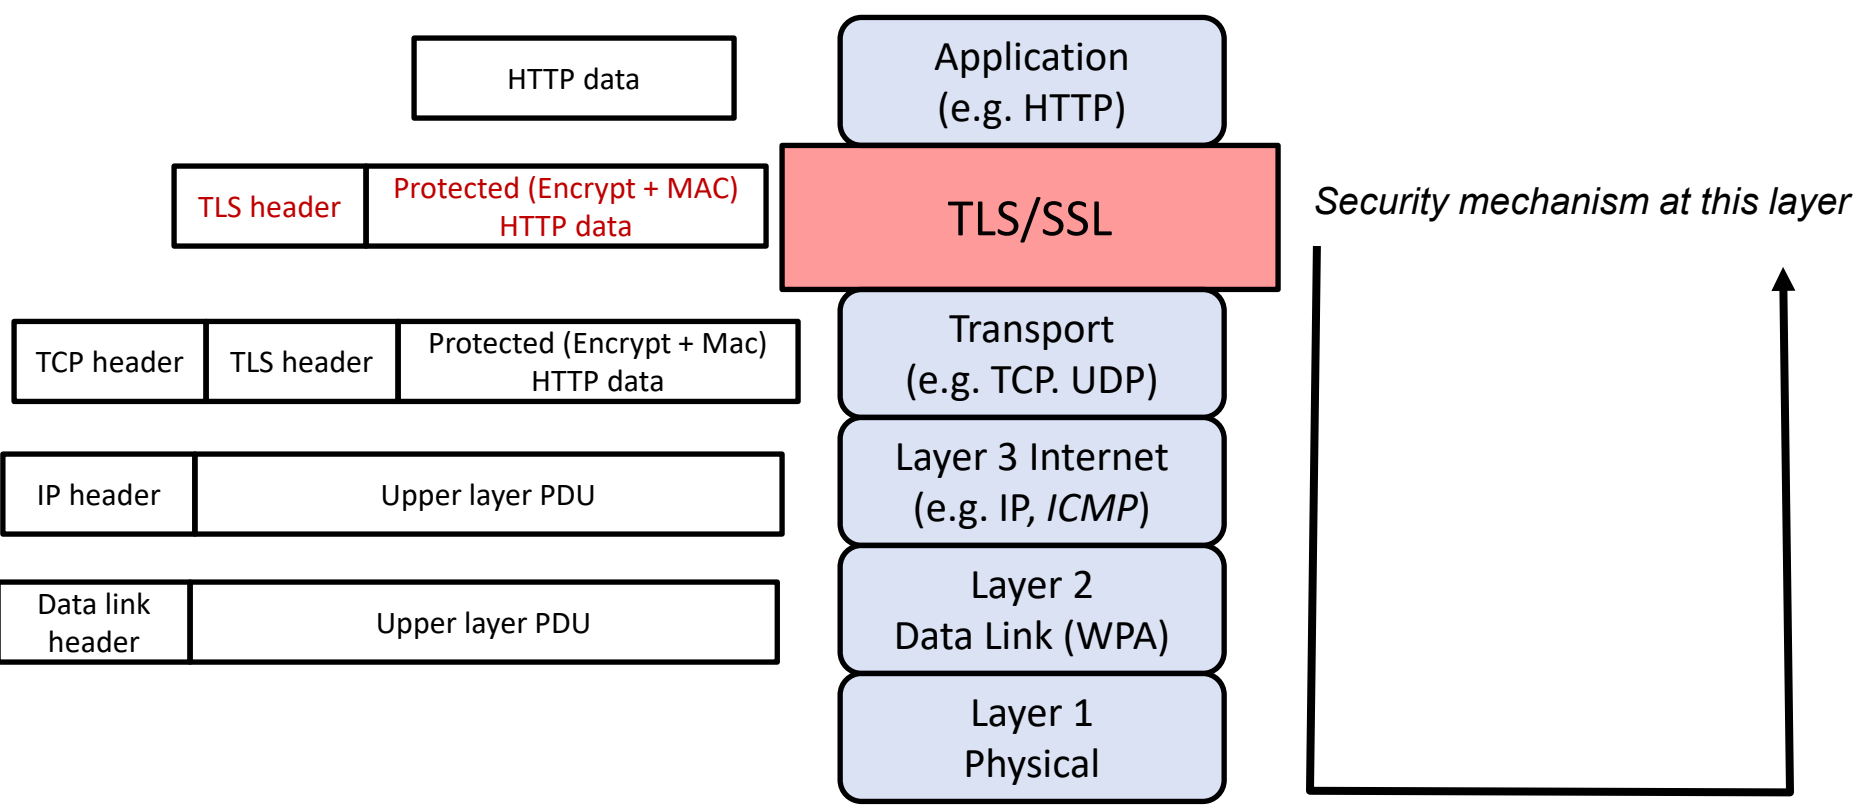 HTTP data
Application
(e.g. HTTP)
TLS header
Protected (Encrypt + MAC)
HTTP data
TLS/SSL
Security mechanism at this layer
TCP header
TLS header
Protected (Encrypt + Mac)
HTTP data
Transport
(e.g. TCP. UDP)
IP header
Upper layer PDU
Layer 3 Internet
(e.g. IP, ICMP)
Data link
header
Upper layer PDU
Layer 2
Data Link (WPA)
Layer 1
Physical